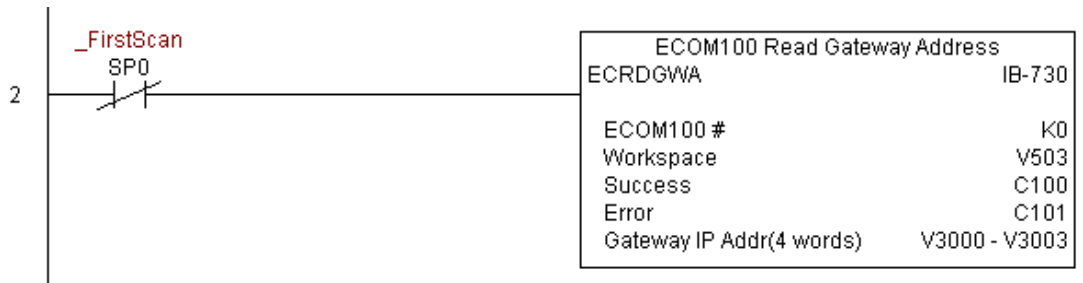 _FirstScan
SP0
2
ECOM100 Read Gateway Address
ECRDGWA IB-730
ECOM100 # K0
Workspace V503
Success C100
Error C101
Gateway IP Addr(4 words) V3000 - V3003